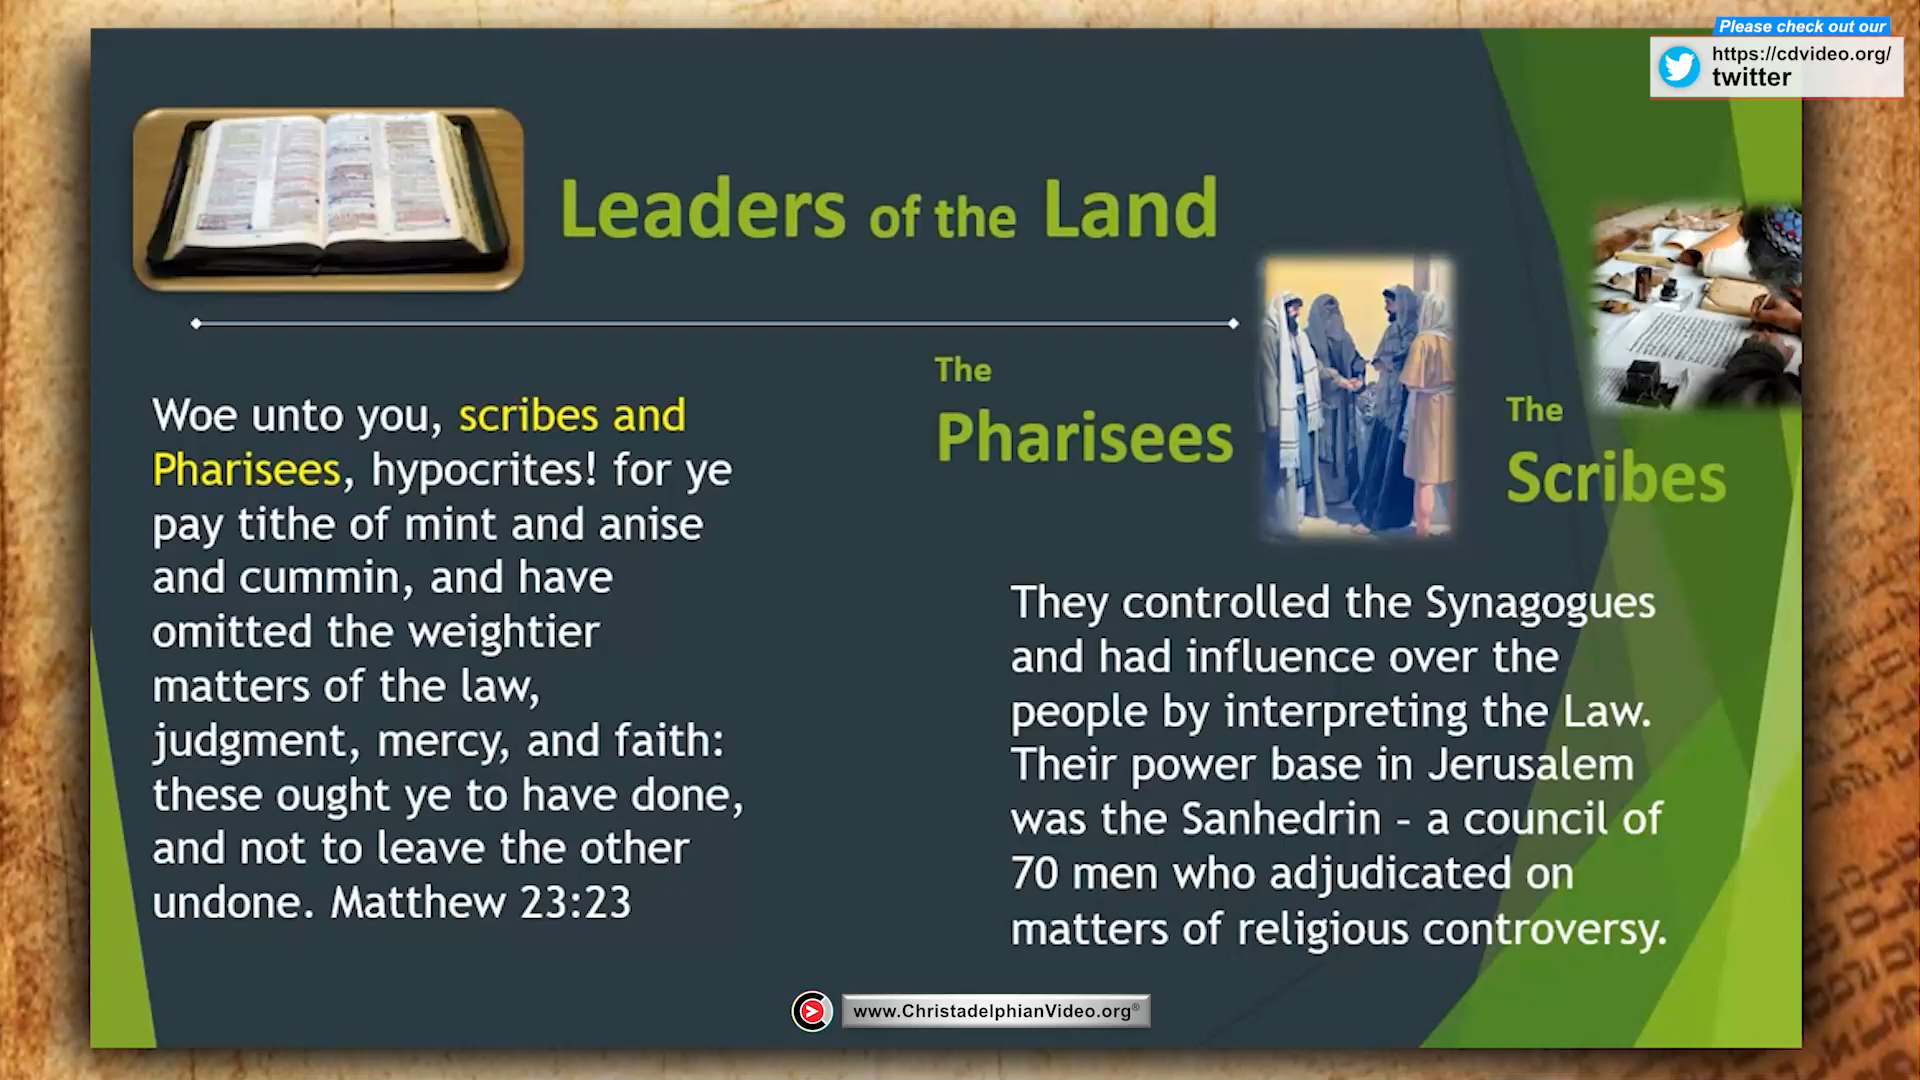 Please check out our
https://cdvideo.org/
twitter
Leaders of the Land
The
Pharisees
The
Scribes
Woe unto you, scribes and
Pharisees, hypocrites! for ye
pay tithe of mint and anise
and cummin, and have
omitted the weightier
matters of the law,
judgment, mercy, and faith:
these ought ye to have done,
and not to leave the other
undone. Matthew 23:23
They controlled the Synagogues
and had influence over the
people by interpreting the Law.
Their power base in Jerusalem
was the Sanhedrin – a council of
70 men who adjudicated on
matters of religious controversy.
www.ChristadelphianVideo.org®